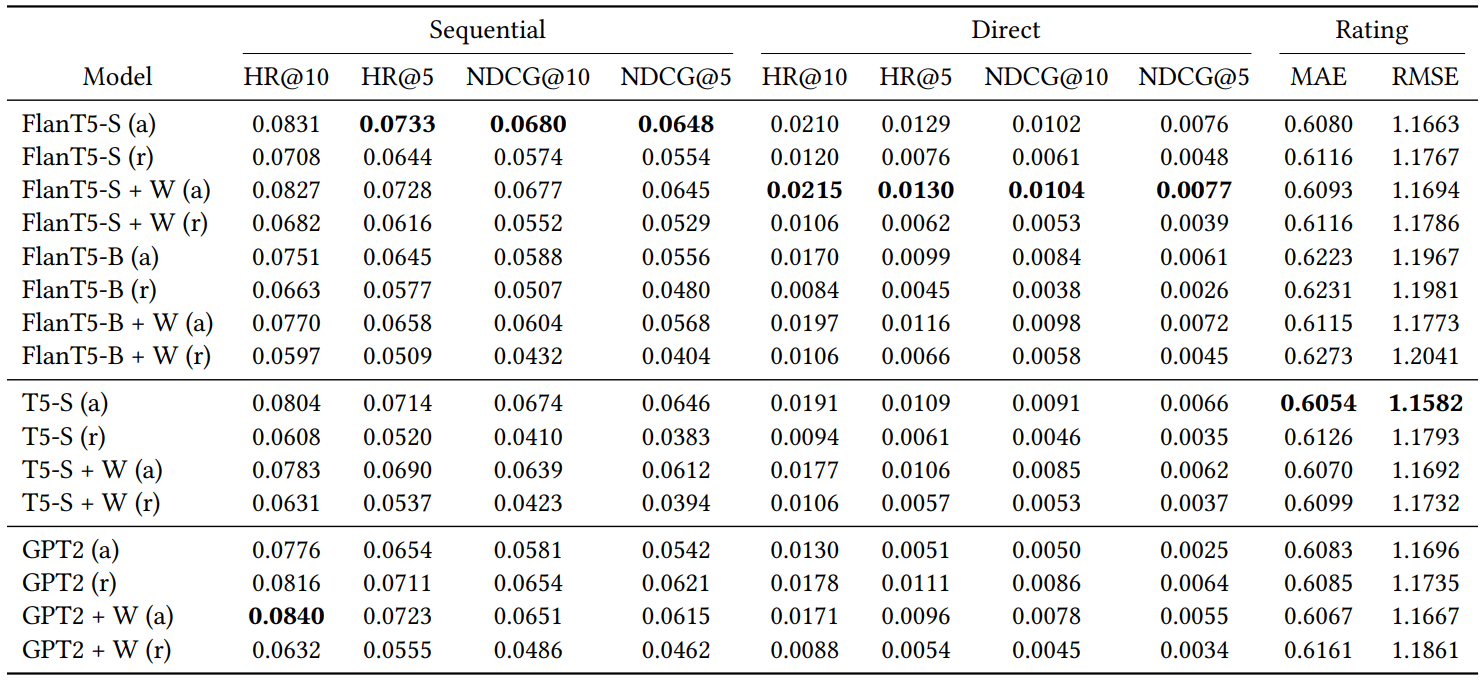 Sequential Direct Rating
Model HR@10 HR@5 NDCG@10 NDCG@5 HR@10 HR@5 NDCG@10 NDCG@5 MAE RMSE
FlanT5-S (a) 0.0831 0.0733 0.0680 0.0648 0.0210 0.0129 0.0102 0.0076 0.6080 1.1663
FlanT5-S (r) 0.0708 0.0644 0.0574 0.0554 0.0120 0.0076 0.0061 0.0048 0.6116 1.1767
FlanT5-S + W (a) 0.0827 0.0728 0.0677 0.0645 0.0215 0.0130 0.0104 0.0077 0.6093 1.1694
FlanT5-S + W (r) 0.0682 0.0616 0.0552 0.0529 0.0106 0.0062 0.0053 0.0039 0.6116 1.1786
FlanT5-B (a) 0.0751 0.0645 0.0588 0.0556 0.0170 0.0099 0.0084 0.0061 0.6223 1.1967
FlanT5-B (r) 0.0663 0.0577 0.0507 0.0480 0.0084 0.0045 0.0038 0.0026 0.6231 1.1981
FlanT5-B + W (a) 0.0770 0.0658 0.0604 0.0568 0.0197 0.0116 0.0098 0.0072 0.6115 1.1773
FlanT5-B + W (r) 0.0597 0.0509 0.0432 0.0404 0.0106 0.0066 0.0058 0.0045 0.6273 1.2041
T5-S (a) 0.0804 0.0714 0.0674 0.0646 0.0191 0.0109 0.0091 0.0066 0.6054 1.1582
T5-S (r) 0.0608 0.0520 0.0410 0.0383 0.0094 0.0061 0.0046 0.0035 0.6126 1.1793
T5-S + W (a) 0.0783 0.0690 0.0639 0.0612 0.0177 0.0106 0.0085 0.0062 0.6070 1.1692
T5-S + W (r) 0.0631 0.0537 0.0423 0.0394 0.0106 0.0057 0.0053 0.0037 0.6099 1.1732
GPT2 (a) 0.0776 0.0654 0.0581 0.0542 0.0130 0.0051 0.0050 0.0025 0.6083 1.1696
GPT2 (r) 0.0816 0.0711 0.0654 0.0621 0.0178 0.0111 0.0086 0.0064 0.6085 1.1735
GPT2 + W (a) 0.0840 0.0723 0.0651 0.0615 0.0171 0.0096 0.0078 0.0055 0.6067 1.1667
GPT2 + W (r) 0.0632 0.0555 0.0486 0.0462 0.0088 0.0054 0.0045 0.0034 0.6161 1.1861